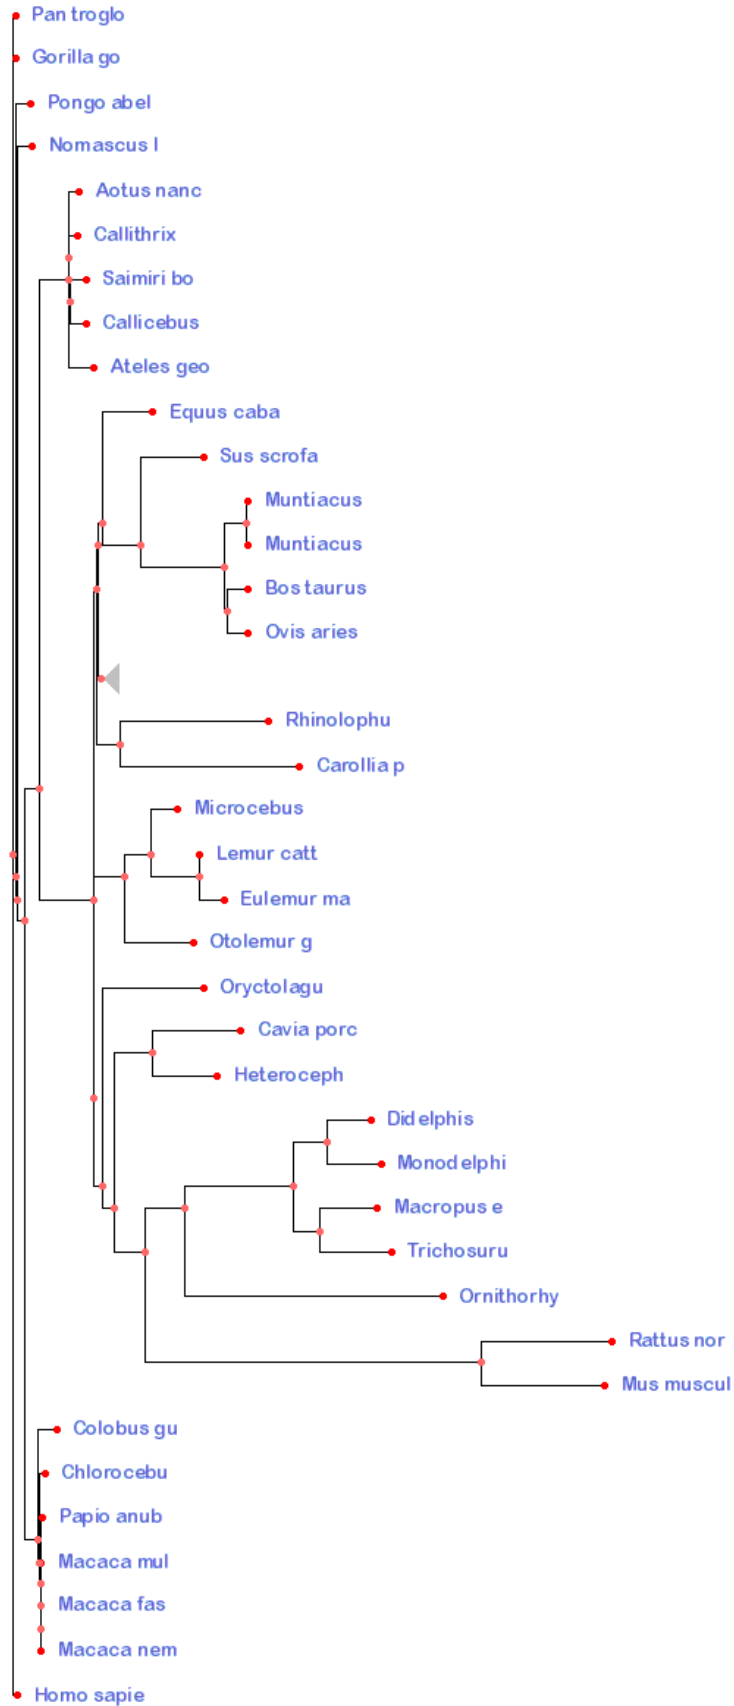 Pan troglo
Gorilla go
Pongo abel
Nomascus l
Aotus nanc
Callithrix
Saimiri bo
Callicebus
Ateles geo
Equus caba
Sus scrofa
Muntiacus
Muntiacus
Bos taurus
Ovis aries
Rhinolophu
Carollia p
Microcebus
Lemur catt
Eulemur ma
Otolemur g
Oryctolagu
Cavia porc
Heteroceph
Didelphis
Monodelphi
Macropus e
Trichosuru
Ornithorhy
Rattus nor
Mus muscul
Colobus gu
Chlorocebu
Papio anub
Macaca mul
Macaca fas
Macaca nem
Homo sapie